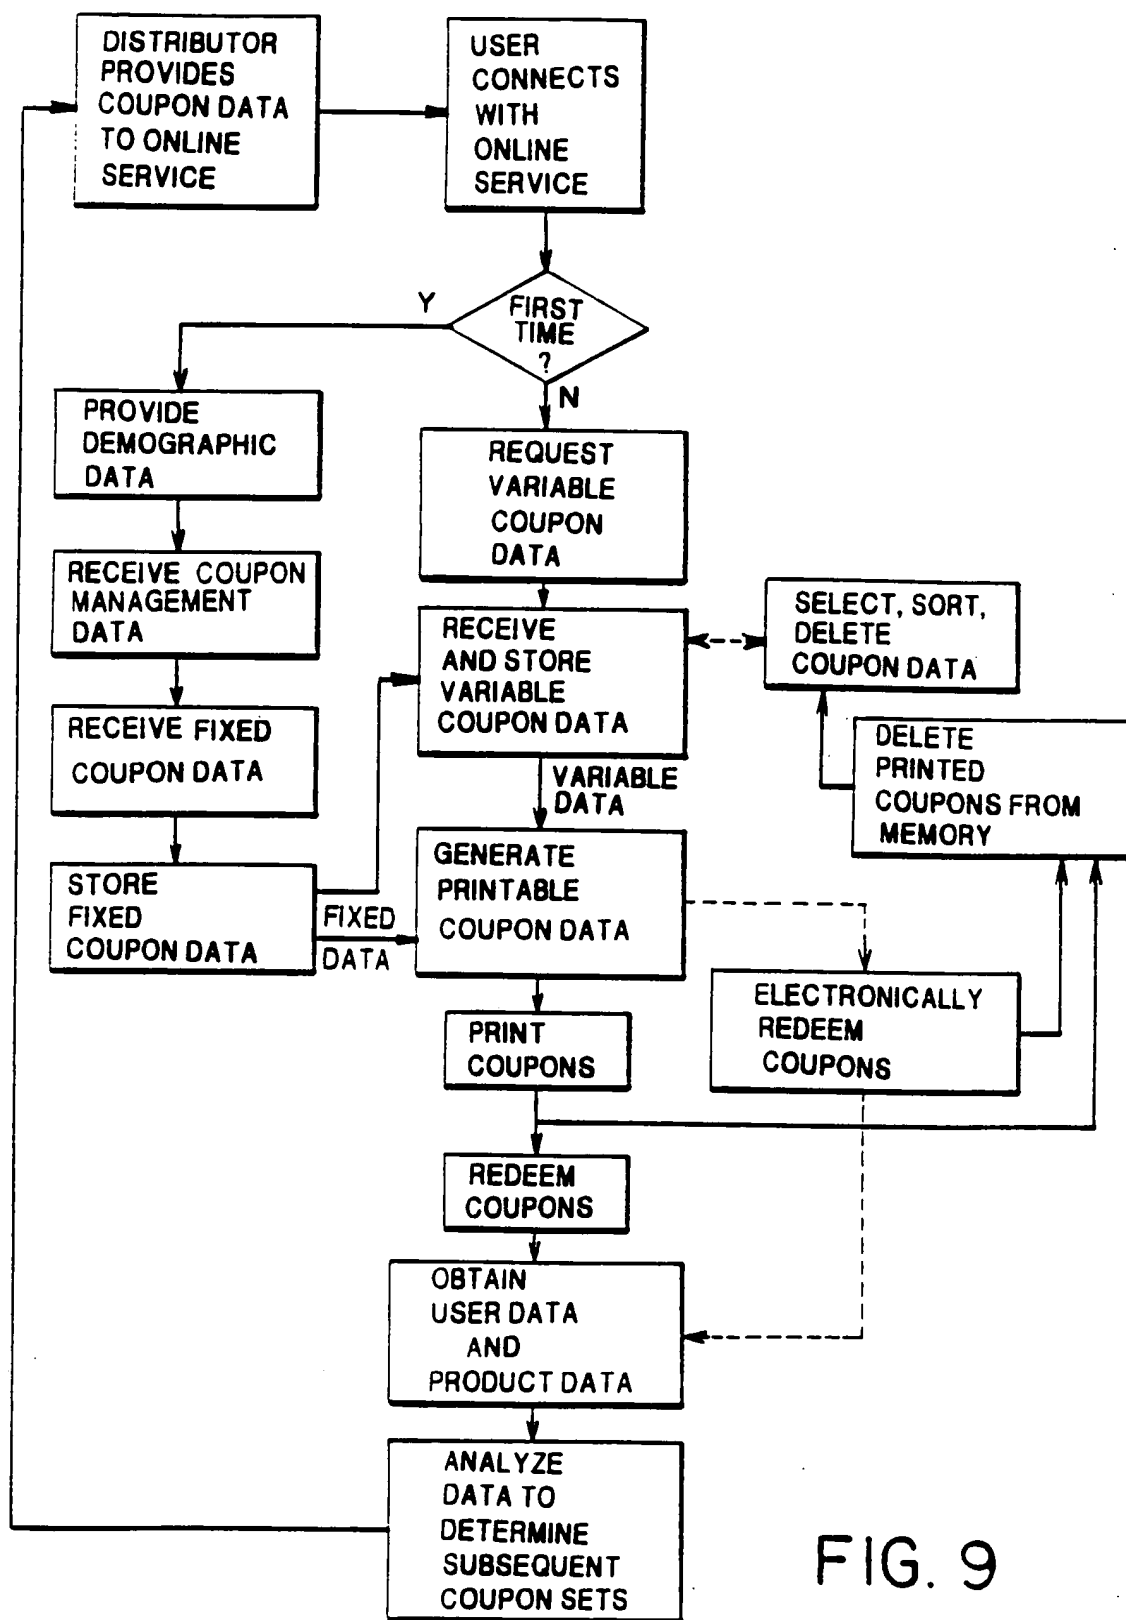 DISTRIBUTOR
PROVIDES
COUPON DATA
TO ONLINE
SERVICE
USER
CONNECTS
WITH
ONLINE
SERVICE
FIRST
TIME
?
Y
N
PROVIDE
DEMOGRAPHIC
DATA
REQUEST
VARIABLE
COUPON
DATA
RECEIVE COUPON
MANAGEMENT
DATA
RECEIVE
AND STORE
VARIABLE
COUPON DATA
SELECT, SORT,
DELETE
COUPON DATA
RECEIVE FIXED
COUPON DATA
DELETE
PRINTED
COUPONS FROM
MEMORY
VARIABLE
DATA
STORE
FIXED
COUPON DATA
FIXED
DATA
GENERATE
PRINTABLE
COUPON DATA
ELECTRONICALLY
REDEEM
COUPONS
PRINT
COUPONS
REDEEM
COUPONS
OBTAIN
USER DATA
AND
PRODUCT DATA
ANALYZE
DATA TO
DETERMINE
SUBSEQUENT
COUPON SETS
FIG. 9